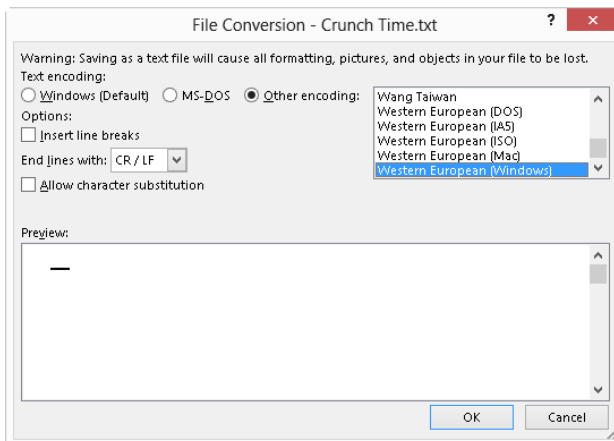 File Conversion - Crunch Time.txt
?
Warning: Saving as a text file will cause all formatting, pictures, and objects in your file to be lost.
Text encoding:
Windows (Default) MS-DOS Other encoding:
Wang Taiwan
Western European (DOS)
Western European (IA5)
Western European (ISO)
Western European (Mac)
Western European (Windows)
Options:
Insert line breaks
End lines with: CR / LF
Allow character substitution
Preview:
OK Cancel